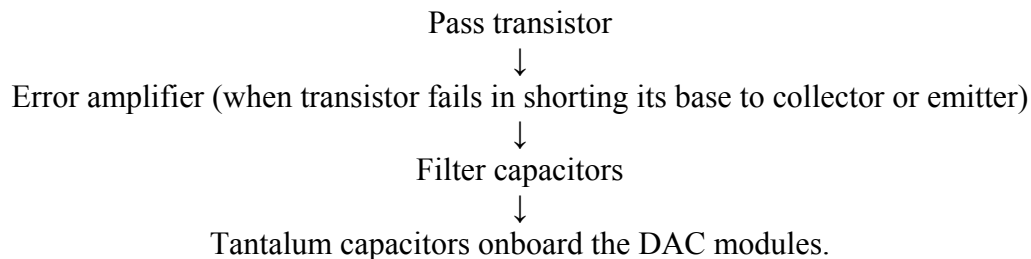 Pass transistor
↓
Error amplifier (when transistor fails in shorting its base to collector or emitter)
↓
Filter capacitors
↓
Tantalum capacitors onboard the DAC modules.